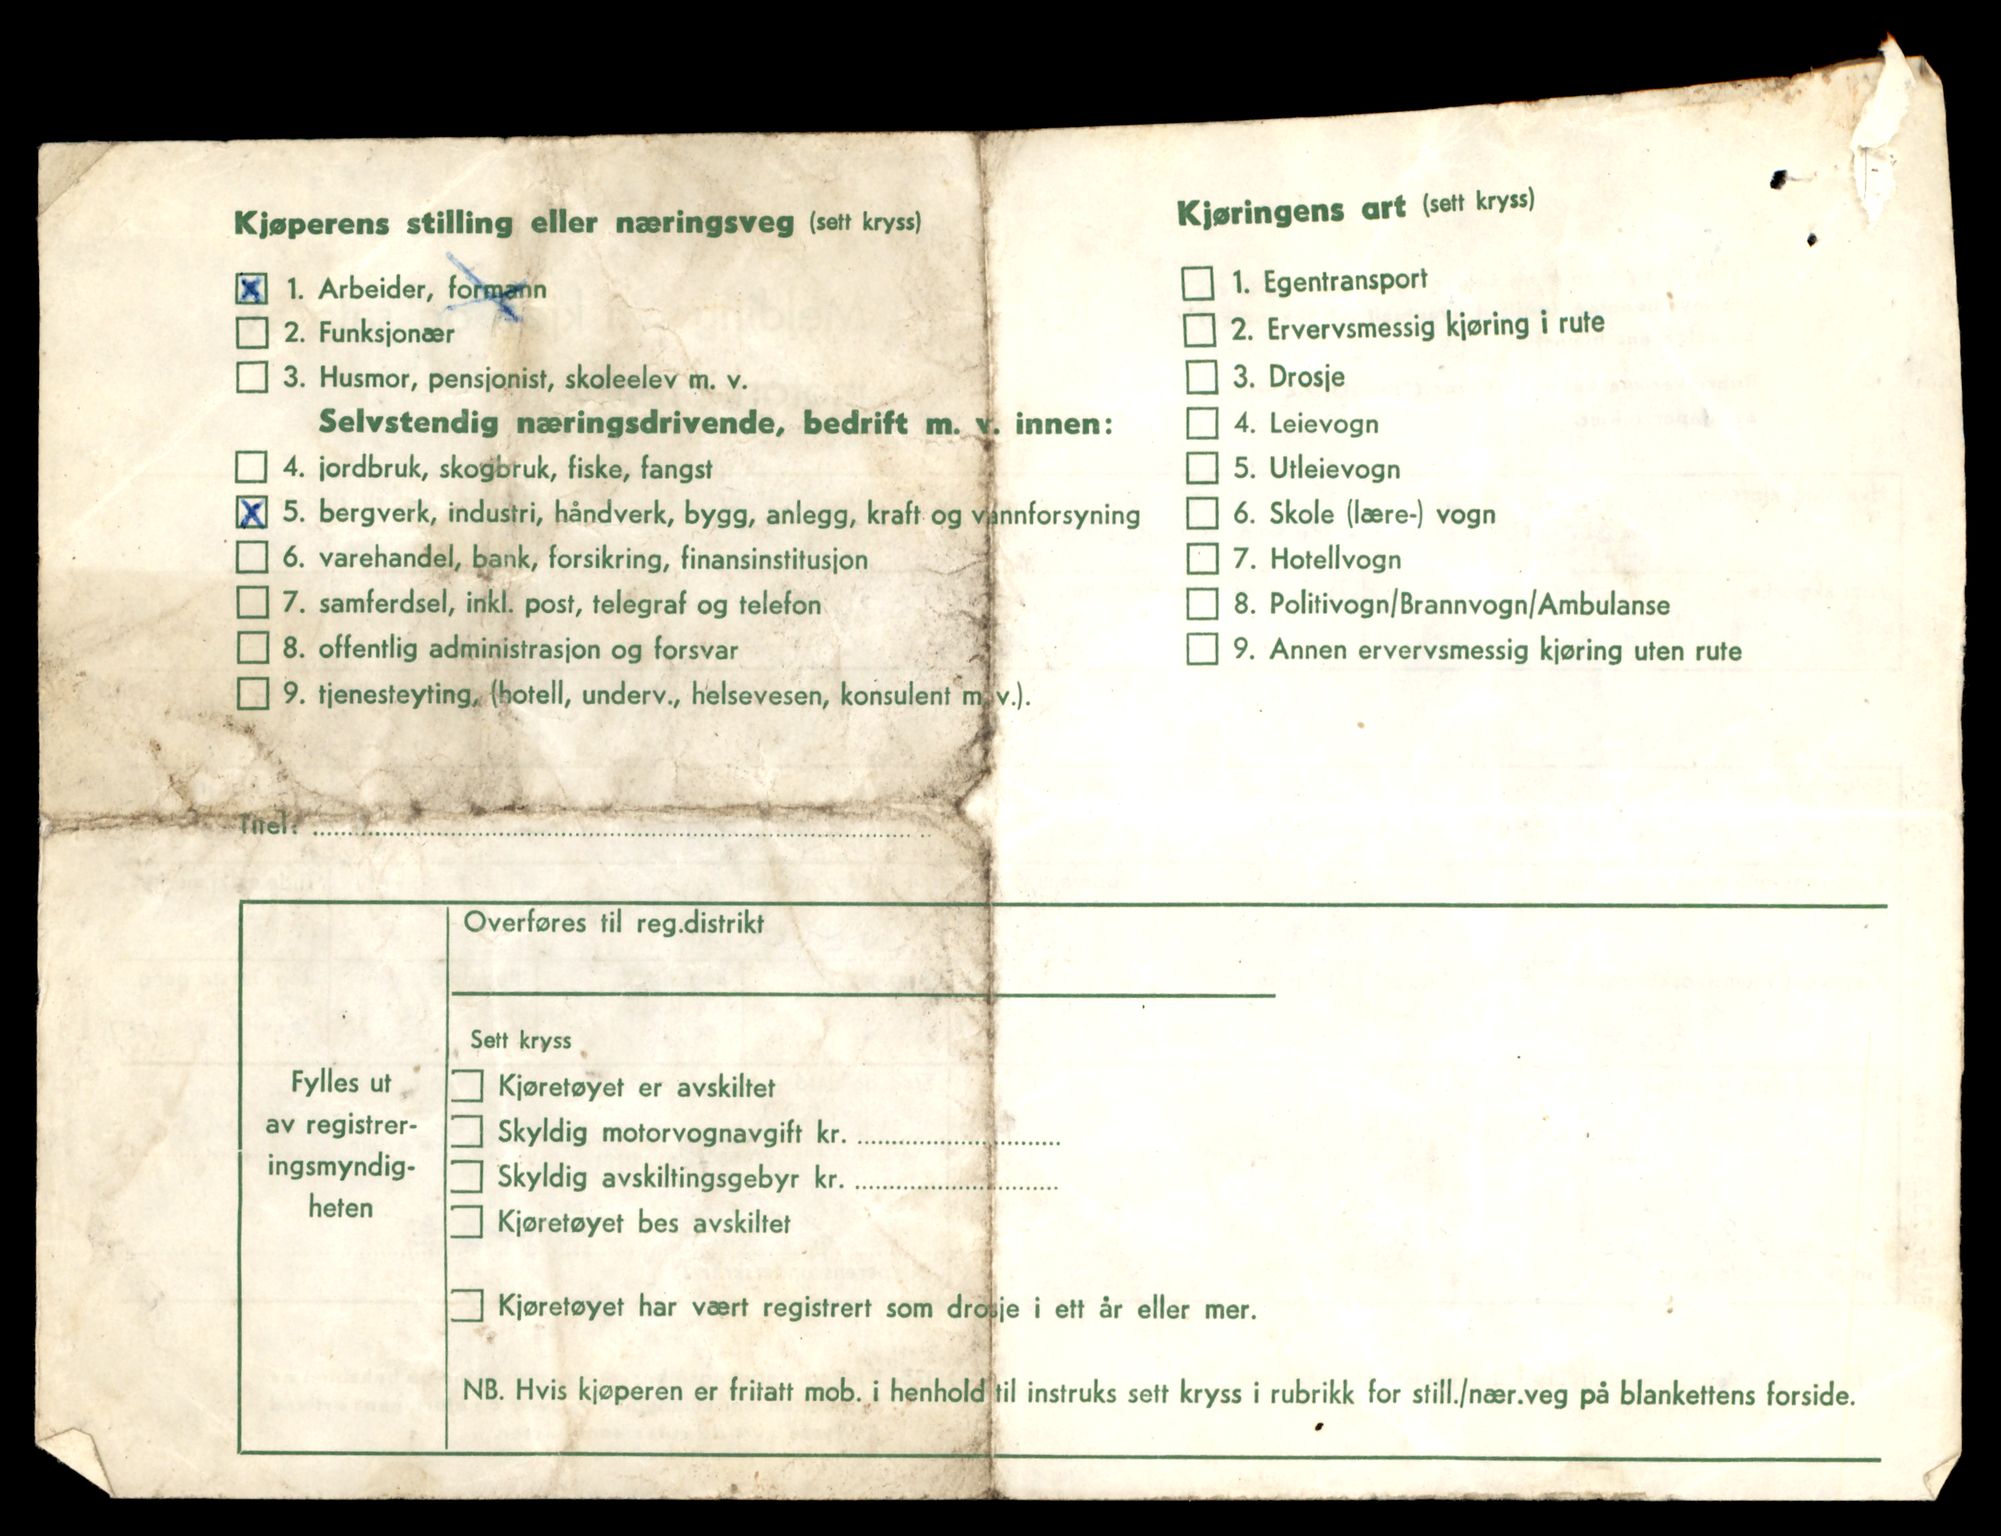 Kjøperens stilling eller næringsveg (sett kryss)
☒ 1. Arbeider, formann
☐ 2. Funksjonær
☐ 3. Husmor, pensjonist, skoleelev m. v.
Selvstendig næringsdrivende, bedrift m. v. innen:
☐ 4. jordbruk, skogbruk, fiske, fangst
☒ 5. bergverk, industri, håndverk, bygg, anlegg, kraft og vannforsyning
☐ 6. varehandel, bank, forsikring, finansinstitusjon
☐ 7. samferdsel, inkl. post, telegraf og telefon
☐ 8. offentlig administrasjon og forsvar
☐ 9. tjenesteyting, (hotell, underv., helsevesen, konsulent m. v.).
Titel:
Kjøringens art (sett kryss)
☐ 1. Egentransport
☐ 2. Ervervsmessig kjøring i rute
☐ 3. Drosje
☐ 4. Leievogn
☐ 5. Utleievogn
☐ 6. Skole (lære-) vogn
☐ 7. Hotellvogn
☐ 8. Politivogn/Brannvogn/Ambulanse
☐ 9. Annen ervervsmessig kjøring uten rute
Fylles ut
av registrer-
ingsmyndig-
heten
Overføres til reg.distrikt
Sett kryss
☐ Kjøretøyet er avskiltet
☐ Skyldig motorvognavgift kr.
☐ Skyldig avskiltingsgebyr kr.
☐ Kjøretøyet bes avskiltet
☐ Kjøretøyet har vært registrert som drosje i ett år eller mer.
NB. Hvis kjøperen er fritatt mob. i henhold til instruks sett kryss i rubrikk for still./nær.veg på blankettens forside.